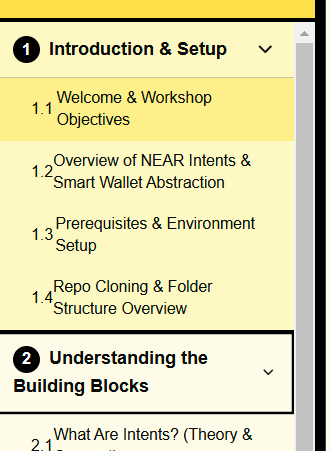 1 Introduction & Setup
1.1 Welcome & Workshop
Objectives
1.2 Overview of NEAR Intents &
Smart Wallet Abstraction
1.3 Prerequisites & Environment
Setup
1.4 Repo Cloning & Folder
Structure Overview
2 Understanding the
Building Blocks
2.1 What Are Intents? (Theory &